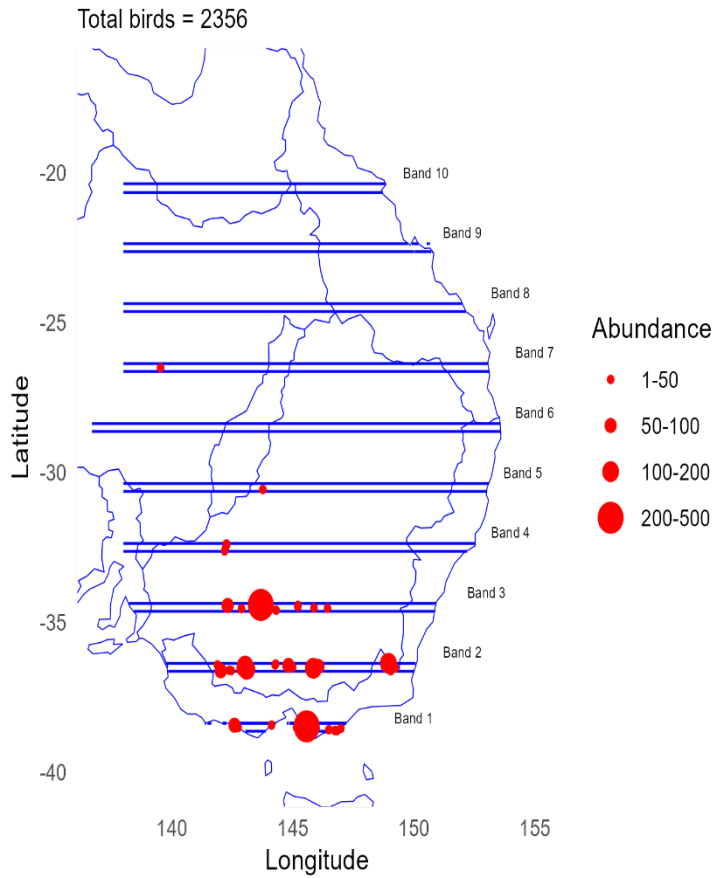 Total birds = 2356
-20
-25
-30
-35
-40
Latitude
Band 10
Band 9
Band 8
Band 7
Band 6
Band 5
Band 4
Band 3
Band 2
Band 1
140
145
150
155
Longitude
Abundance
1-50
50-100
100-200
200-500